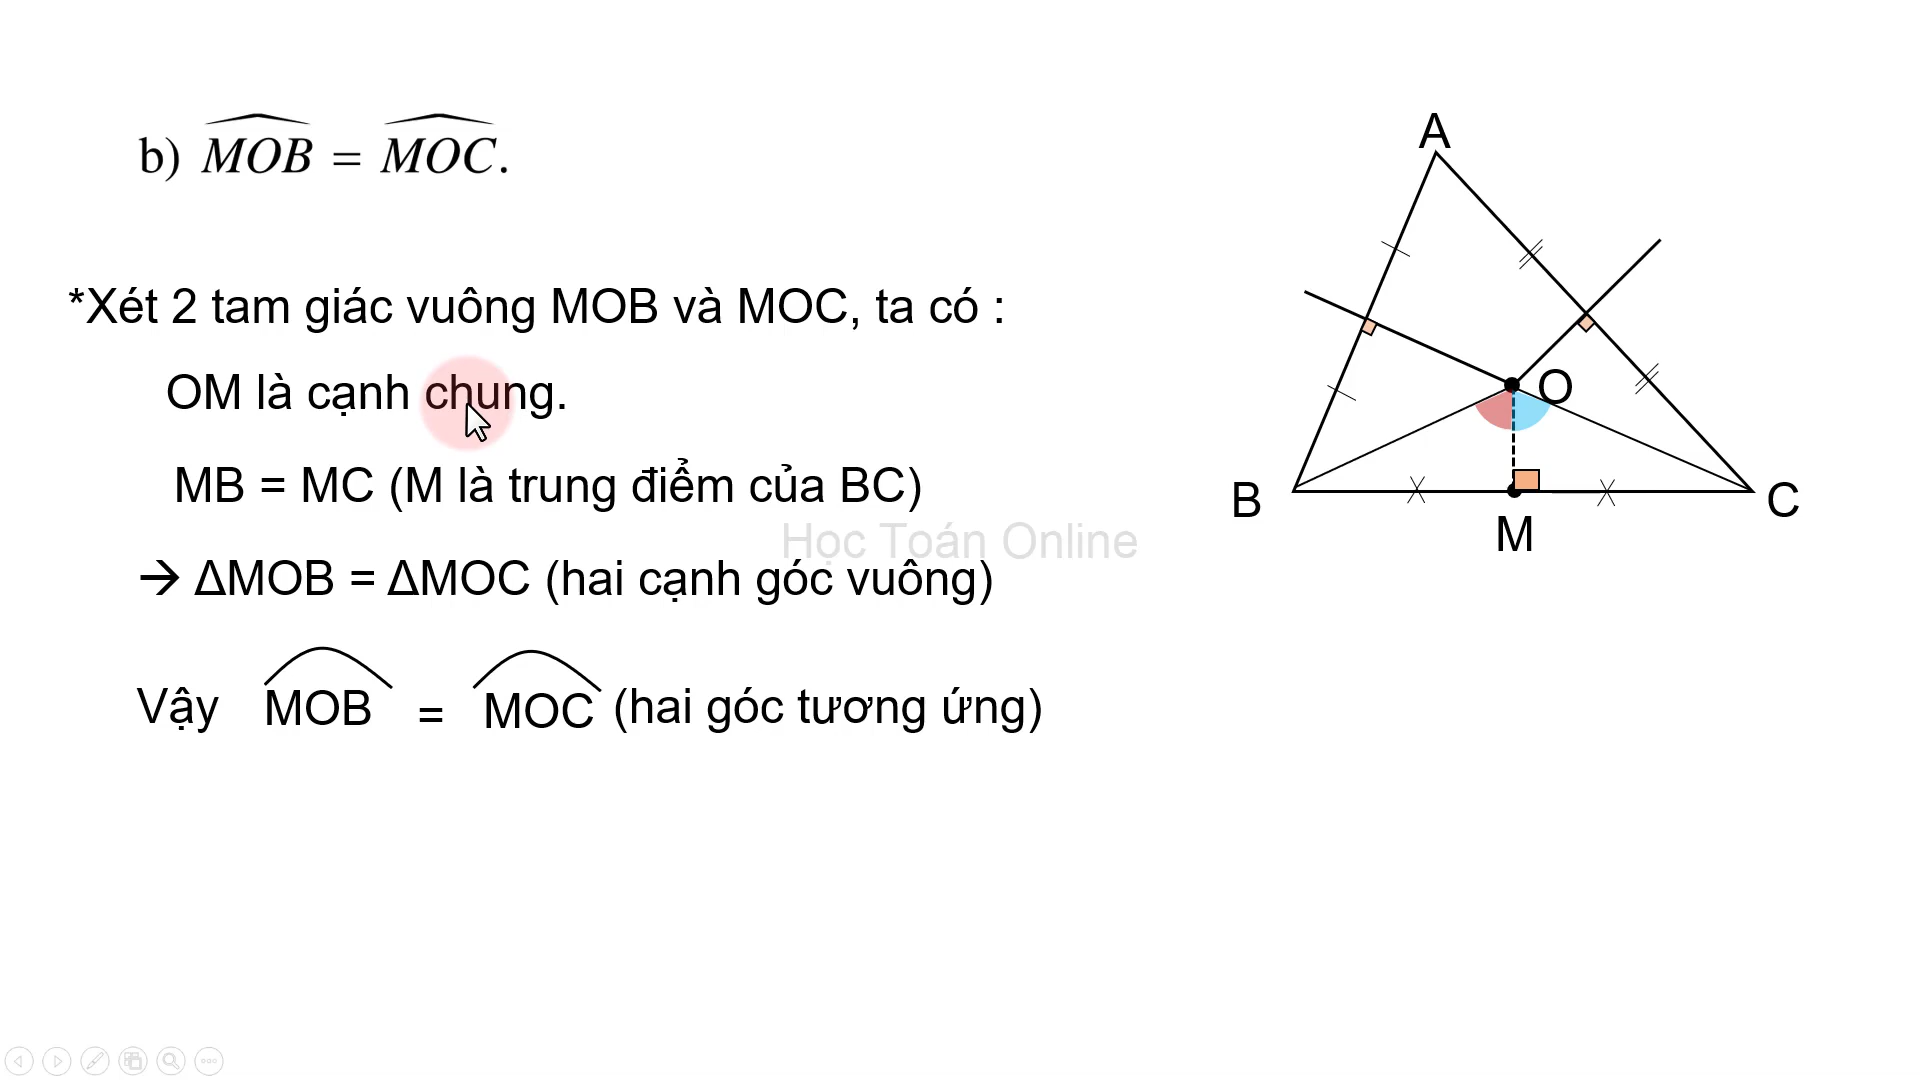 b) MOB = MOC.
*Xét 2 tam giác vuông MOB và MOC, ta có :
OM là cạnh chung.
MB = MC (M là trung điểm của BC)
→ ΔMOB = ΔMOC (hai cạnh góc vuông)
Vậy MOB = MOC (hai góc tương ứng)
Học Toán Online
A
O
B
C
M